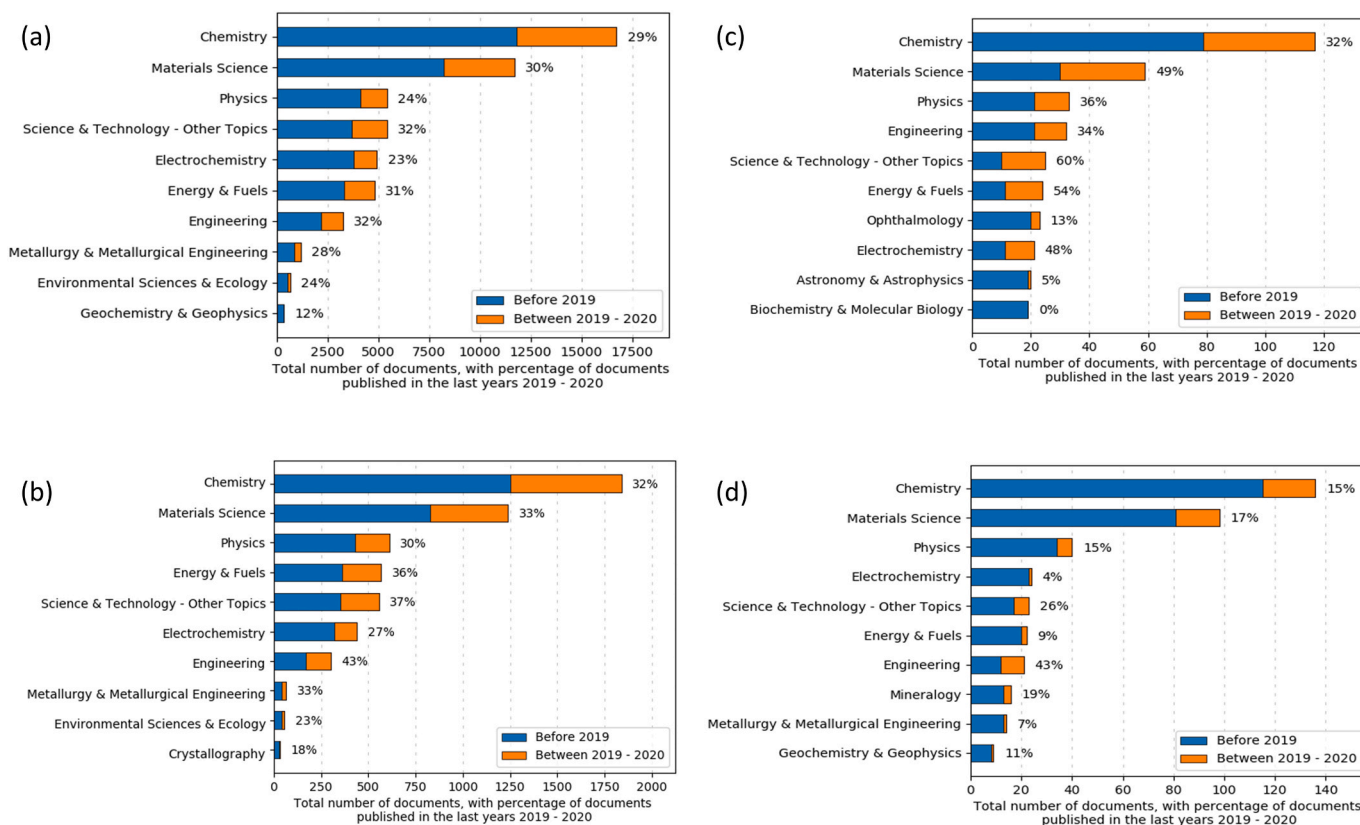 (a)
Chemistry 29%
Materials Science 30%
Physics 24%
Science & Technology - Other Topics 32%
Electrochemistry 23%
Energy & Fuels 31%
Engineering 32%
Metallurgy & Metallurgical Engineering 28%
Environmental Sciences & Ecology 24%
Geochemistry & Geophysics 12%
Before 2019
Between 2019 - 2020
0 2500 5000 7500 10000 12500 15000 17500
Total number of documents, with percentage of documents
published in the last years 2019 - 2020
(c)
Chemistry 32%
Materials Science 49%
Physics 36%
Engineering 34%
Science & Technology - Other Topics 60%
Energy & Fuels 54%
Ophthalmology 13%
Electrochemistry 48%
Astronomy & Astrophysics 5%
Biochemistry & Molecular Biology 0%
Before 2019
Between 2019 - 2020
0 20 40 60 80 100 120
Total number of documents, with percentage of documents
published in the last years 2019 - 2020
(b)
Chemistry 32%
Materials Science 33%
Physics 30%
Energy & Fuels 36%
Science & Technology - Other Topics 37%
Electrochemistry 27%
Engineering 43%
Metallurgy & Metallurgical Engineering 33%
Environmental Sciences & Ecology 23%
Crystallography 18%
Before 2019
Between 2019 - 2020
0 250 500 750 1000 1250 1500 1750 2000
Total number of documents, with percentage of documents
published in the last years 2019 - 2020
(d)
Chemistry 15%
Materials Science 17%
Physics 15%
Electrochemistry 4%
Science & Technology - Other Topics 26%
Energy & Fuels 9%
Engineering 43%
Mineralogy 19%
Metallurgy & Metallurgical Engineering 7%
Geochemistry & Geophysics 11%
Before 2019
Between 2019 - 2020
0 20 40 60 80 100 120 140
Total number of documents, with percentage of documents
published in the last years 2019 - 2020